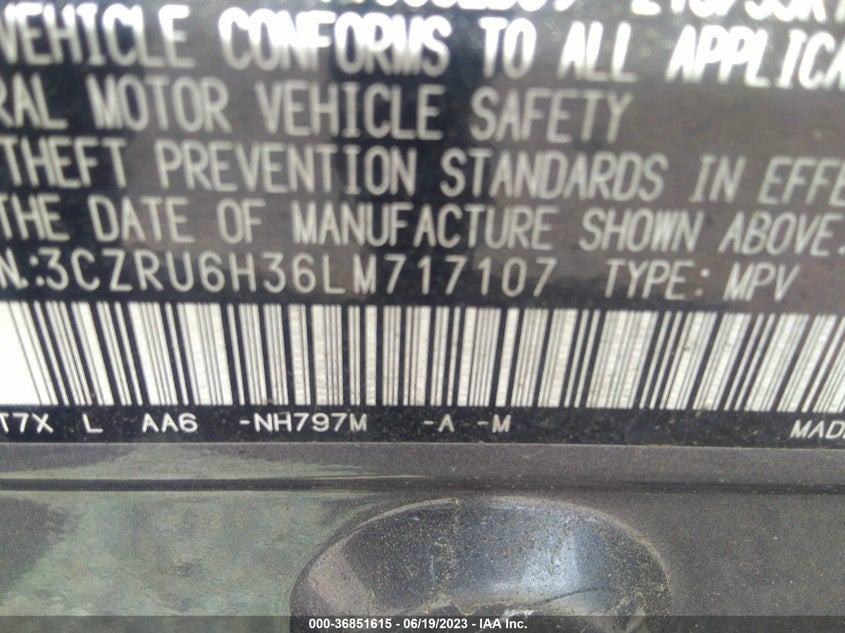 VEHICLE CONFORMS TO ALL APPLICA
RAL MOTOR VEHICLE SAFETY
THEFT PREVENTION STANDARDS IN EFFE
THE DATE OF MANUFACTURE SHOWN ABOVE.
N.:3CZRU6H36LM717107 TYPE: MPV
T7X L AA6 -NH797M -A -M MAD
000-36851615 - 06/19/2023 - IAA Inc.